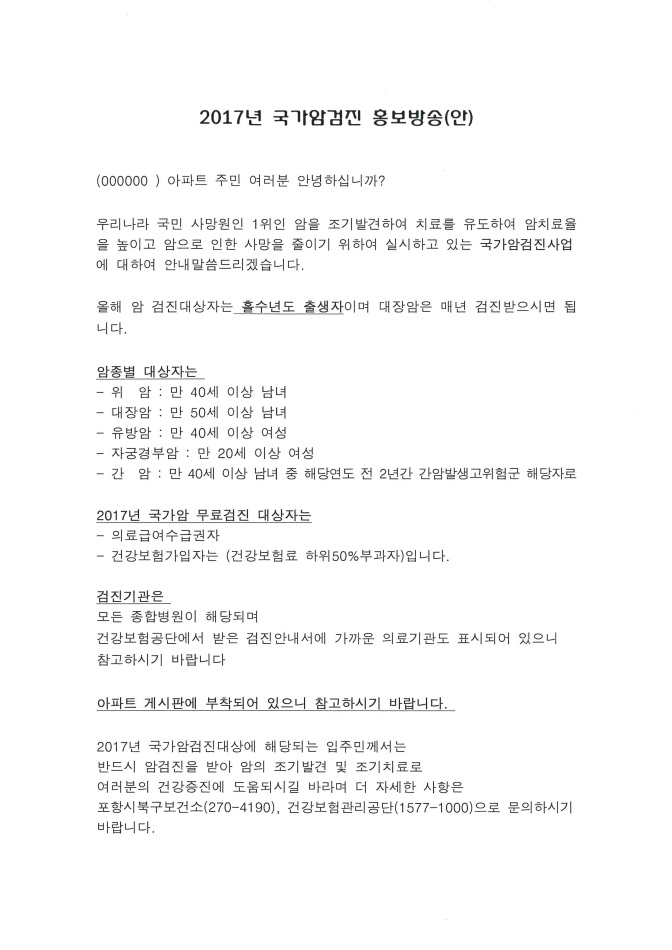 2017년 국가암검진 홍보방송(안)
(000000 ) 아파트 주민 여러분 안녕하십니까?
우리나라 국민 사망원인 1위인 암을 조기발견하여 치료를 유도하여 암치료율
을 높이고 암으로 인한 사망을 줄이기 위하여 실시하고 있는 국가암검진사업
에 대하여 안내말씀드리겠습니다.
올해 암 검진대상자는 홀수년도 출생자이며 대장암은 매년 검진받으시면 됩
니다.
암종별 대상자는
- 위 암 : 만 40세 이상 남녀
- 대장암 : 만 50세 이상 남녀
- 유방암 : 만 40세 이상 여성
- 자궁경부암 : 만 20세 이상 여성
- 간 암 : 만 40세 이상 남녀 중 해당연도 전 2년간 간암발생고위험군 해당자로
2017년 국가암 무료검진 대상자는
- 의료급여수급권자
- 건강보험가입자는 (건강보험료 하위50%부과자)입니다.
검진기관은
모든 종합병원이 해당되며
건강보험공단에서 받은 검진안내서에 가까운 의료기관도 표시되어 있으니
참고하시기 바랍니다
아파트 게시판에 부착되어 있으니 참고하시기 바랍니다.
2017년 국가암검진대상에 해당되는 입주민께서는
반드시 암검진을 받아 암의 조기발견 및 조기치료로
여러분의 건강증진에 도움되시길 바라며 더 자세한 사항은
포항시북구보건소(270-4190), 건강보험관리공단(1577-1000)으로 문의하시기
바랍니다.